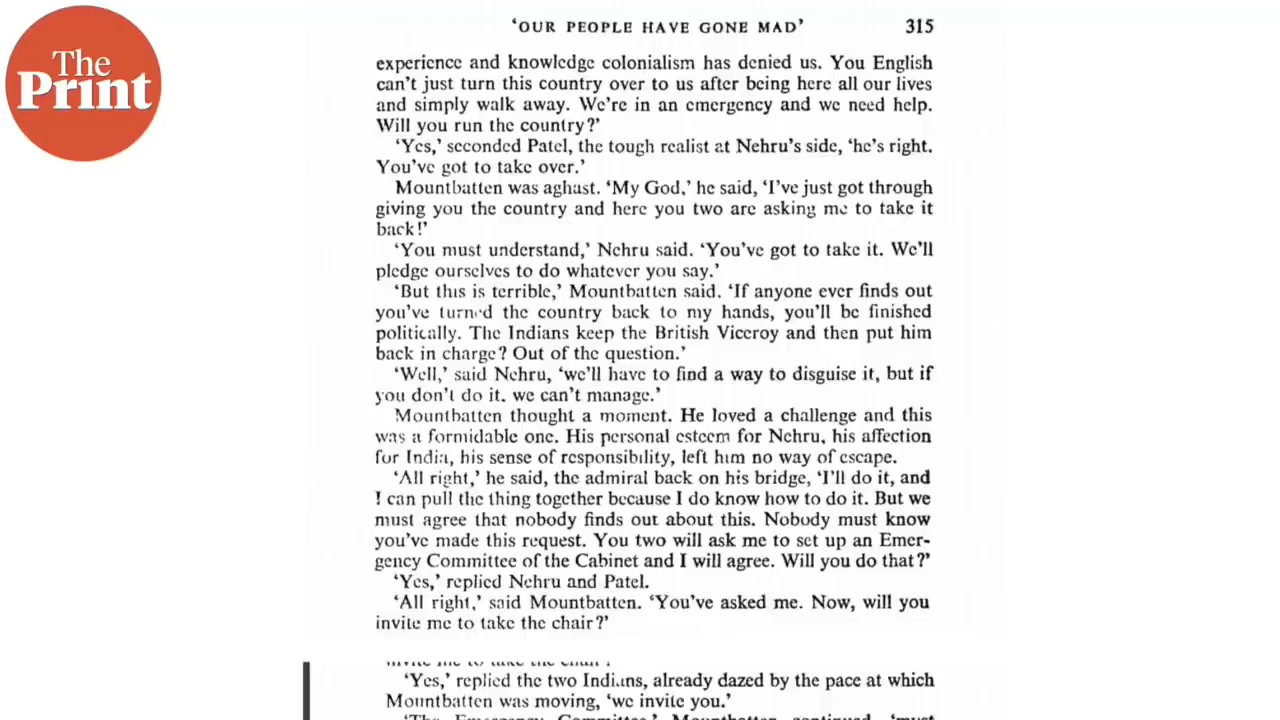 The
Print
‘OUR PEOPLE HAVE GONE MAD’ 315
experience and knowledge colonialism has denied us. You English
can’t just turn this country over to us after being here all our lives
and simply walk away. We’re in an emergency and we need help.
Will you run the country?’
‘Yes,’ seconded Patel, the tough realist at Nehru’s side, ‘he’s right.
You’ve got to take over.’
Mountbatten was aghast. ‘My God,’ he said, ‘I’ve just got through
giving you the country and here you two are asking me to take it
back!’
‘You must understand,’ Nehru said. ‘You’ve got to take it. We’ll
pledge ourselves to do whatever you say.’
‘But this is terrible,’ Mountbatten said. ‘If anyone ever finds out
you’ve turned the country back to my hands, you’ll be finished
politically. The Indians keep the British Viceroy and then put him
back in charge? Out of the question.’
‘Well,’ said Nehru, ‘we’ll have to find a way to disguise it, but if
you don’t do it, we can’t manage.’
Mountbatten thought a moment. He loved a challenge and this
was a formidable one. His personal esteem for Nehru, his affection
for India, his sense of responsibility, left him no way of escape.
‘All right,’ he said, the admiral back on his bridge, ‘I’ll do it, and
I can pull the thing together because I do know how to do it. But we
must agree that nobody finds out about this. Nobody must know
you’ve made this request. You two will ask me to set up an Emer-
gency Committee of the Cabinet and I will agree. Will you do that?’
‘Yes,’ replied Nehru and Patel.
‘All right,’ said Mountbatten. ‘You’ve asked me. Now, will you
invite me to take the chair?’
invite me to take the chair?’
‘Yes,’ replied the two Indians, already dazed by the pace at which
Mountbatten was moving, ‘we invite you.’
‘The Emergency Committee,’ Mountbatten continued, ‘must